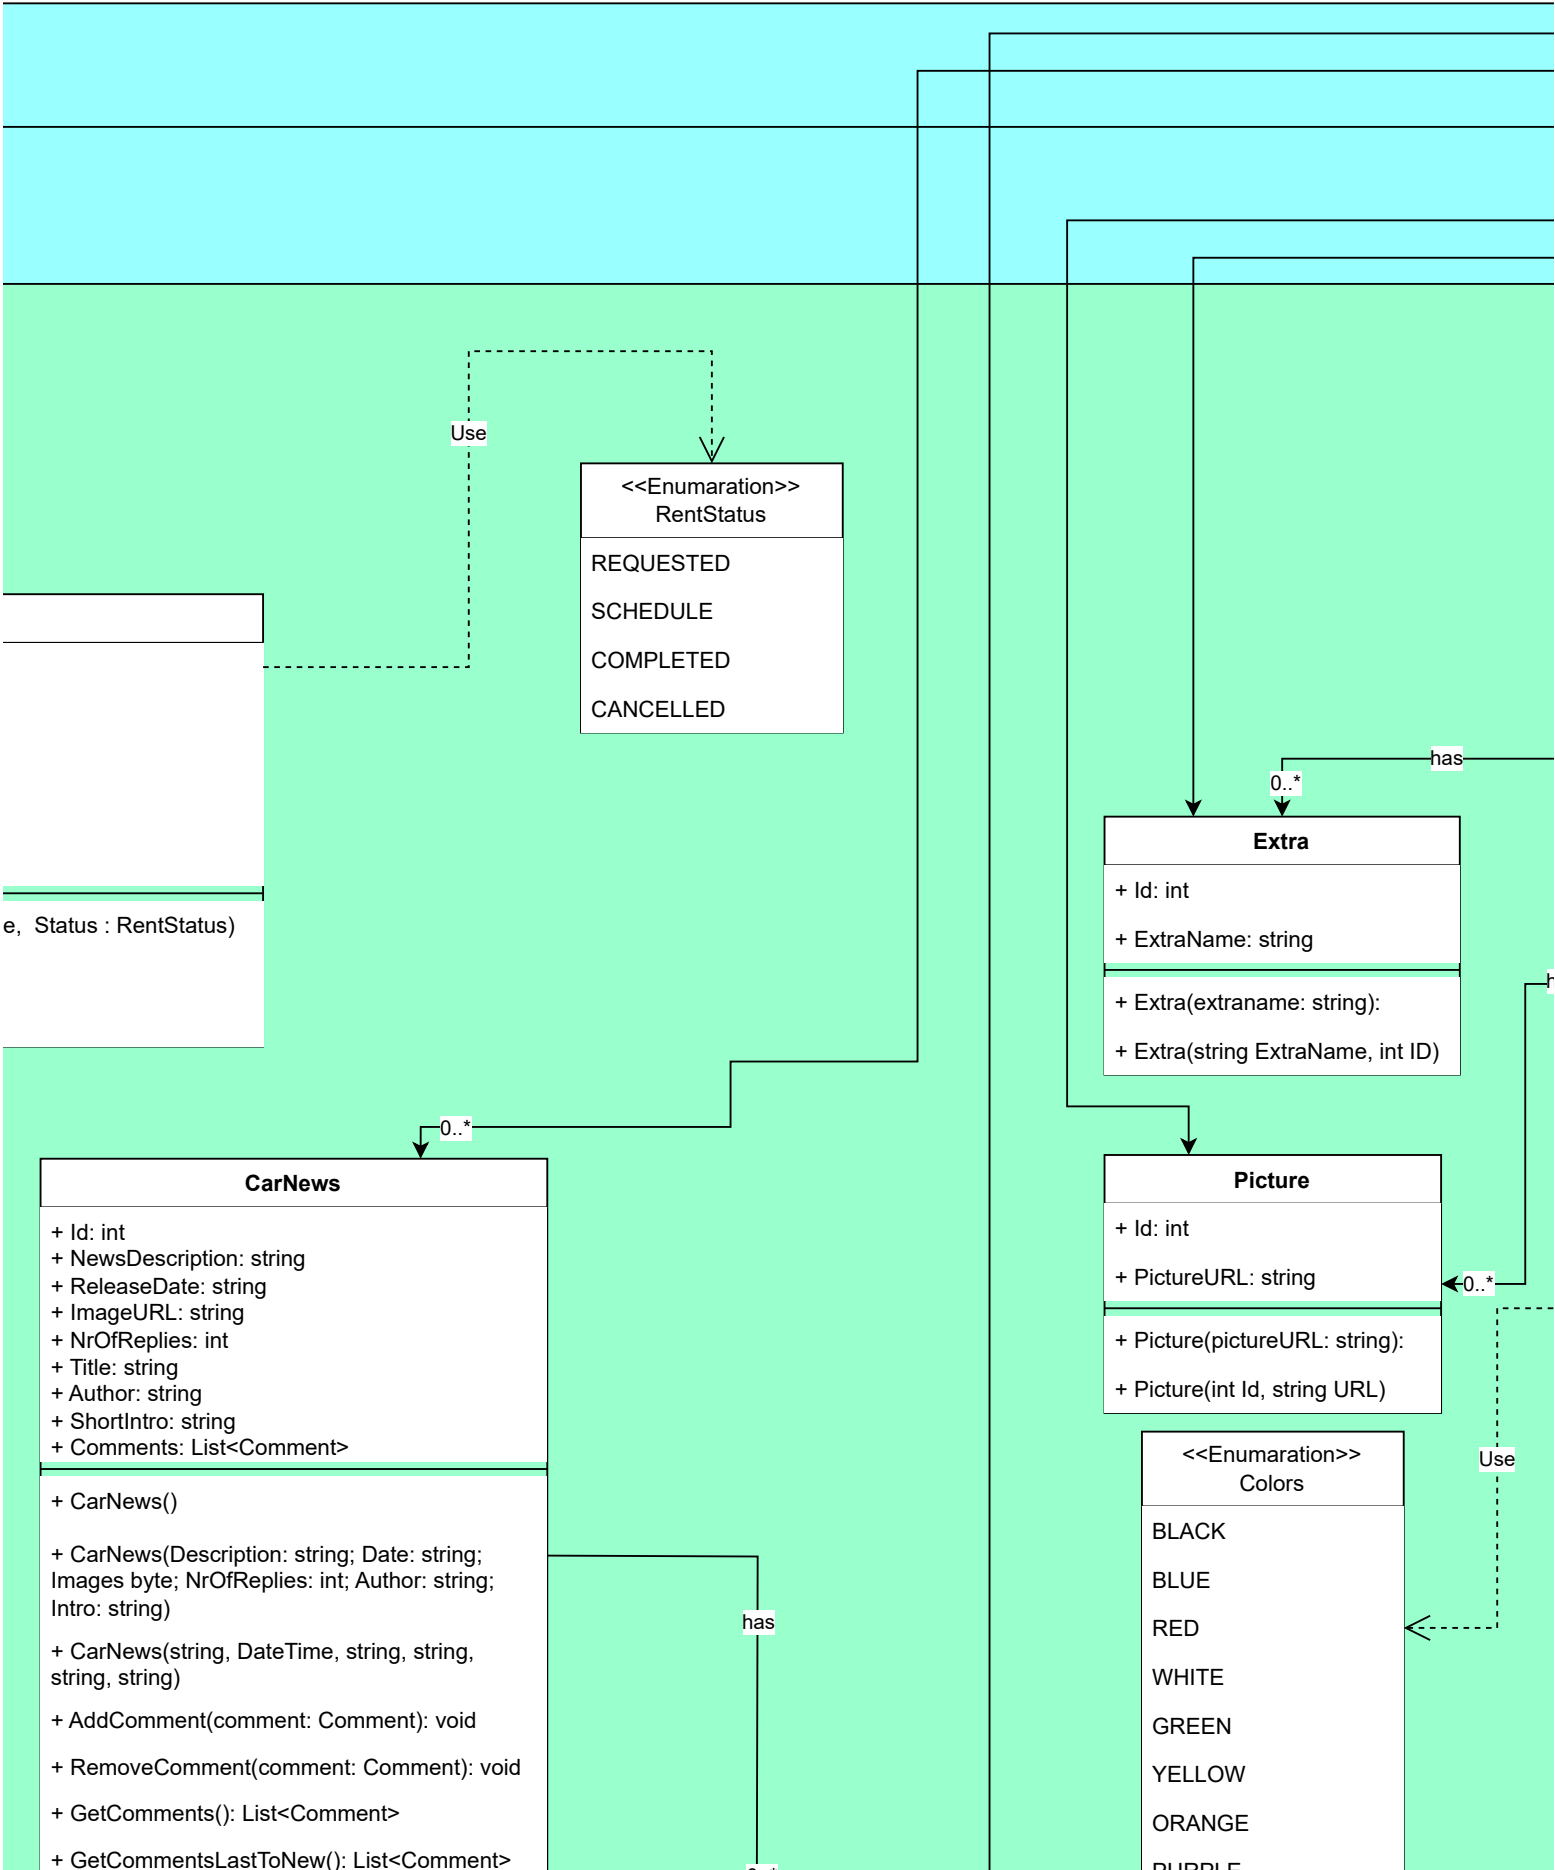 Use
<<Enumaration>>
RentStatus
REQUESTED
SCHEDULE
COMPLETED
CANCELLED
e,  Status : RentStatus)
has
0..*
Extra
+ Id: int
+ ExtraName: string
+ Extra(extraname: string):
+ Extra(string ExtraName, int ID)
0..*
CarNews
+ Id: int
+ NewsDescription: string
+ ReleaseDate: string
+ ImageURL: string
+ NrOfReplies: int
+ Title: string
+ Author: string
+ ShortIntro: string
+ Comments: List<Comment>
+ CarNews()
+ CarNews(Description: string; Date: string;
Images byte; NrOfReplies: int; Author: string;
Intro: string)
+ CarNews(string, DateTime, string, string,
string, string)
+ AddComment(comment: Comment): void
+ RemoveComment(comment: Comment): void
+ GetComments(): List<Comment>
+ GetCommentsLastToNew(): List<Comment>
has
Picture
+ Id: int
+ PictureURL: string
+ Picture(pictureURL: string):
+ Picture(int Id, string URL)
0..*
Use
<<Enumaration>>
Colors
BLACK
BLUE
RED
WHITE
GREEN
YELLOW
ORANGE
PURPLE